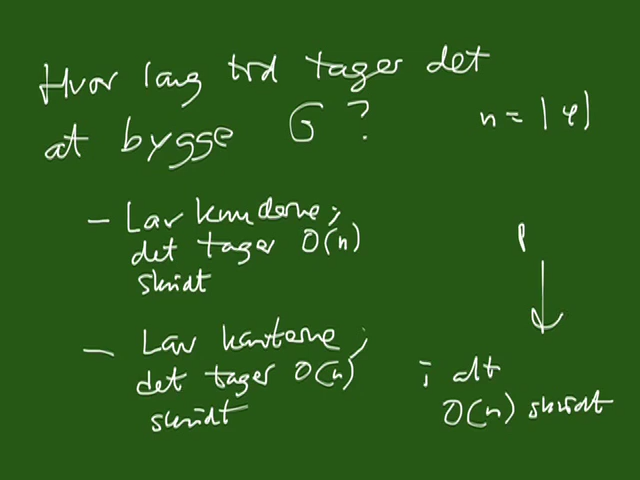 Hvor lang tid tager det
at bygge G ? n = |φ|
- Lav knuderne ;
det tager O(n)
skridt
- Lav kanterne ;
det tager O(n)
skridt
i alt
O(n) skridt